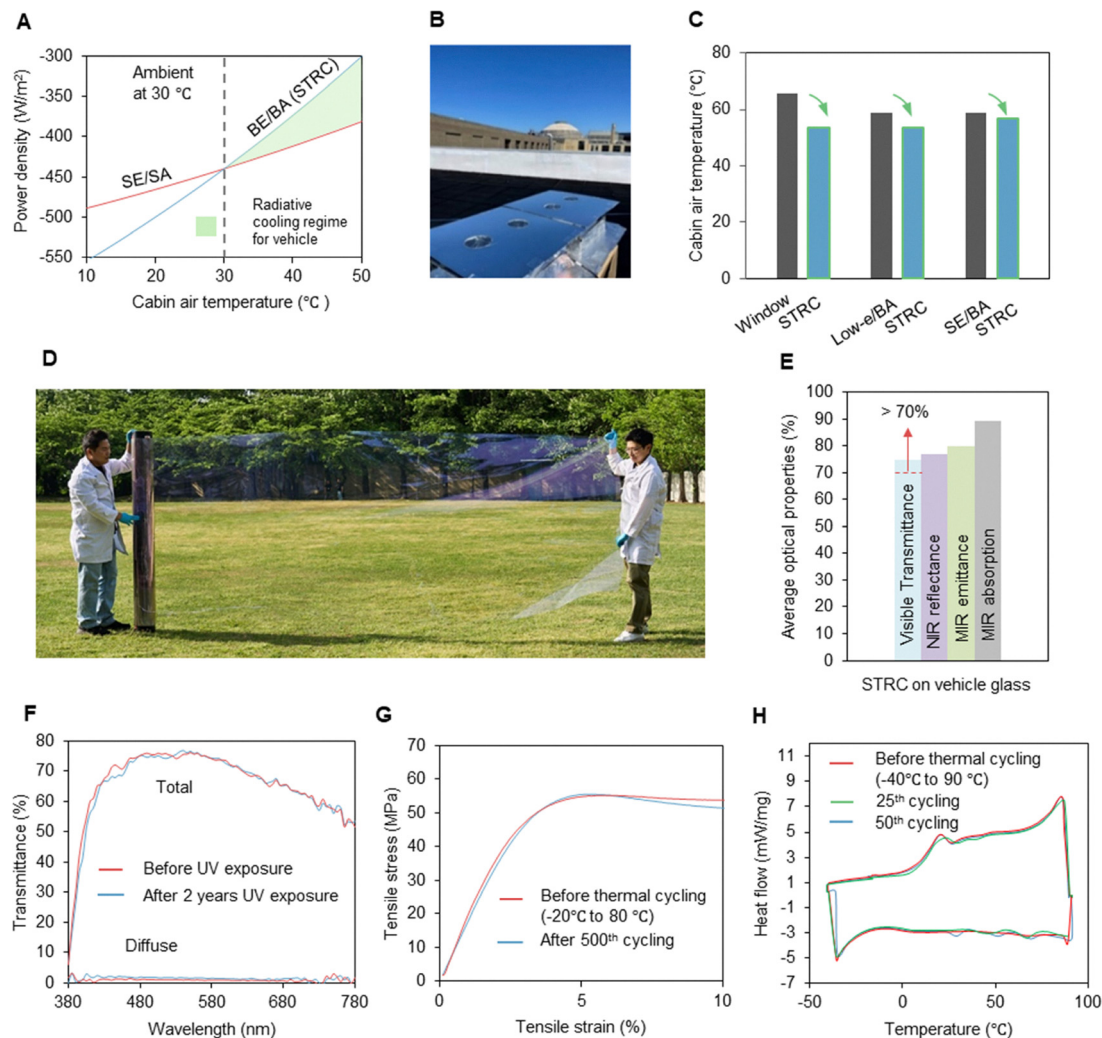 A
-300
-350
-400
-450
-500
-550
Power density (W/m²)
Ambient
at 30 ℃
BE/BA (STRC)
SE/SA
Radiative
cooling regime
for vehicle
10 20 30 40 50
Cabin air temperature (℃ )
B
C
80
60
40
20
0
Cabin air temperature (℃)
Window
STRC
Low-e/BA
STRC
SE/BA
STRC
D
E
100
90
80
70
60
50
40
30
20
10
0
Average optical properties (%)
> 70%
Visible Transmittance
NIR reflectance
MIR emittance
MIR absorption
STRC on vehicle glass
F
80
70
60
50
40
30
20
10
0
Transmittance (%)
Total
Before UV exposure
After 2 years UV exposure
Diffuse
380 480 580 680 780
Wavelength (nm)
G
70
60
50
40
30
20
10
0
Tensile stress (MPa)
Before thermal cycling
(-20℃ to 80 ℃)
After 500th cycling
0 5 10
Tensile strain (%)
H
11
9
7
5
3
1
-1
-3
-5
-7
Heat flow (mW/mg)
Before thermal cycling
(-40℃ to 90 ℃)
25th cycling
50th cycling
-50 0 50 100
Temperature (℃)